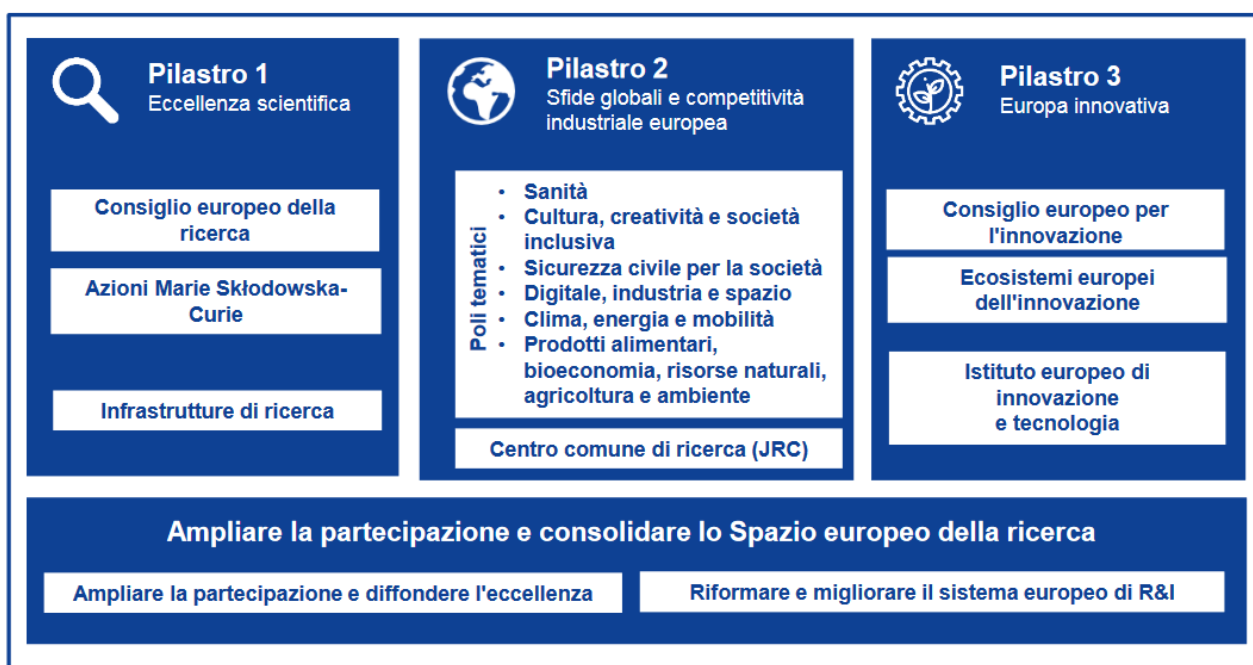 Pilastro 1
Eccellenza scientifica
Consiglio europeo della
ricerca
Azioni Marie Skłodowska-
Curie
Infrastrutture di ricerca
Pilastro 2
Sfide globali e competitività
industriale europea
Poli tematici
• Sanità
• Cultura, creatività e società
inclusiva
• Sicurezza civile per la società
• Digitale, industria e spazio
• Clima, energia e mobilità
• Prodotti alimentari,
bioeconomia, risorse naturali,
agricoltura e ambiente
Centro comune di ricerca (JRC)
Pilastro 3
Europa innovativa
Consiglio europeo per
l'innovazione
Ecosistemi europei
dell'innovazione
Istituto europeo di
innovazione
e tecnologia
Ampliare la partecipazione e consolidare lo Spazio europeo della ricerca
Ampliare la partecipazione e diffondere l'eccellenza
Riformare e migliorare il sistema europeo di R&I